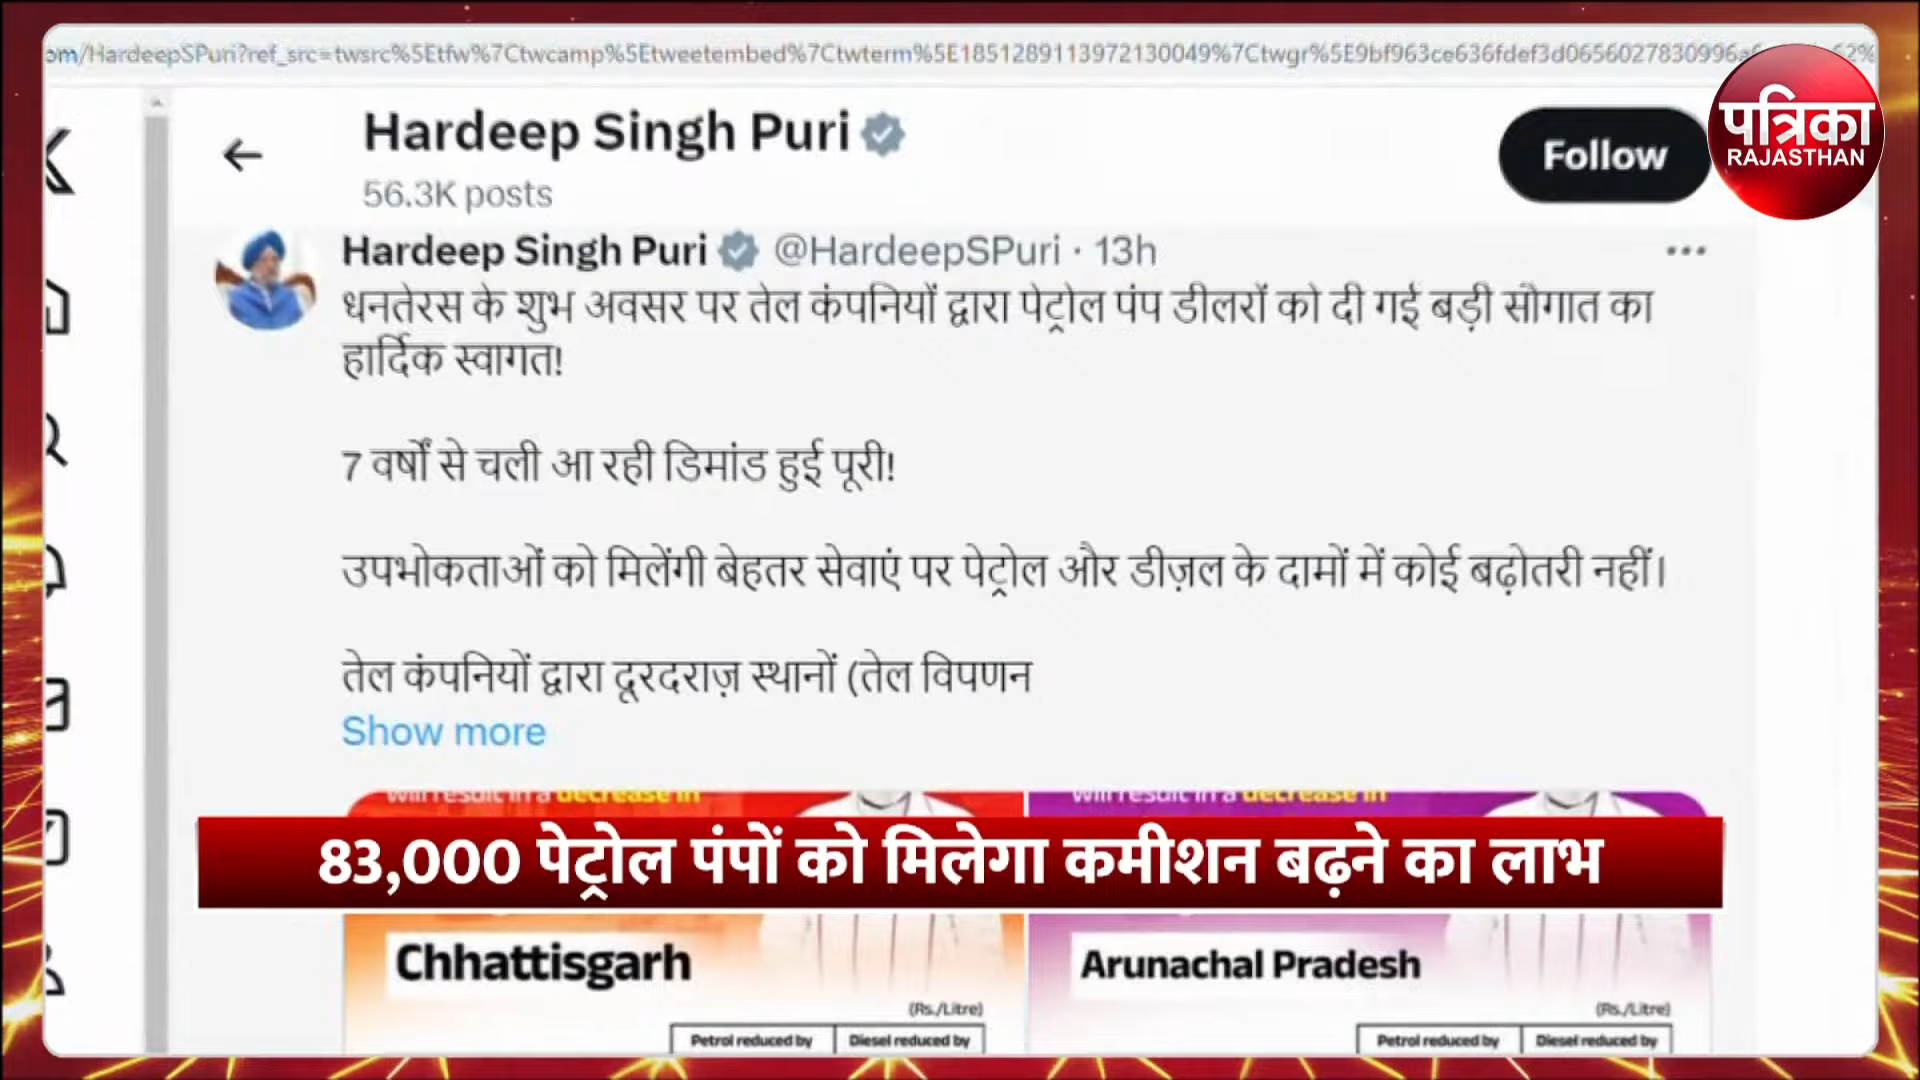 om/HardeepSPuri?ref_src=twsrc%5Etfw%7Ctwcamp%5Etweetembed%7Ctwterm%5E1851289113972130049%7Ctwgr%5E9bf963ce636fdef3d0656027830996a
पत्रिका
RAJASTHAN
Hardeep Singh Puri
56.3K posts
Follow
Hardeep Singh Puri @HardeepSPuri · 13h
धनतेरस के शुभ अवसर पर तेल कंपनियों द्वारा पेट्रोल पंप डीलरों को दी गई बड़ी सौगात का
हार्दिक स्वागत!
7 वर्षों से चली आ रही डिमांड हुई पूरी!
उपभोकताओं को मिलेंगी बेहतर सेवाएं पर पेट्रोल और डीज़ल के दामों में कोई बढ़ोतरी नहीं।
तेल कंपनियों द्वारा दूरदराज़ स्थानों (तेल विपणन
Show more
will result in a decrease in
will result in a decrease in
83,000 पेट्रोल पंपों को मिलेगा कमीशन बढ़ने का लाभ
Chhattisgarh
(Rs./Litre)
Petrol reduced by Diesel reduced by
Arunachal Pradesh
(Rs./Litre)
Petrol reduced by Diesel reduced by